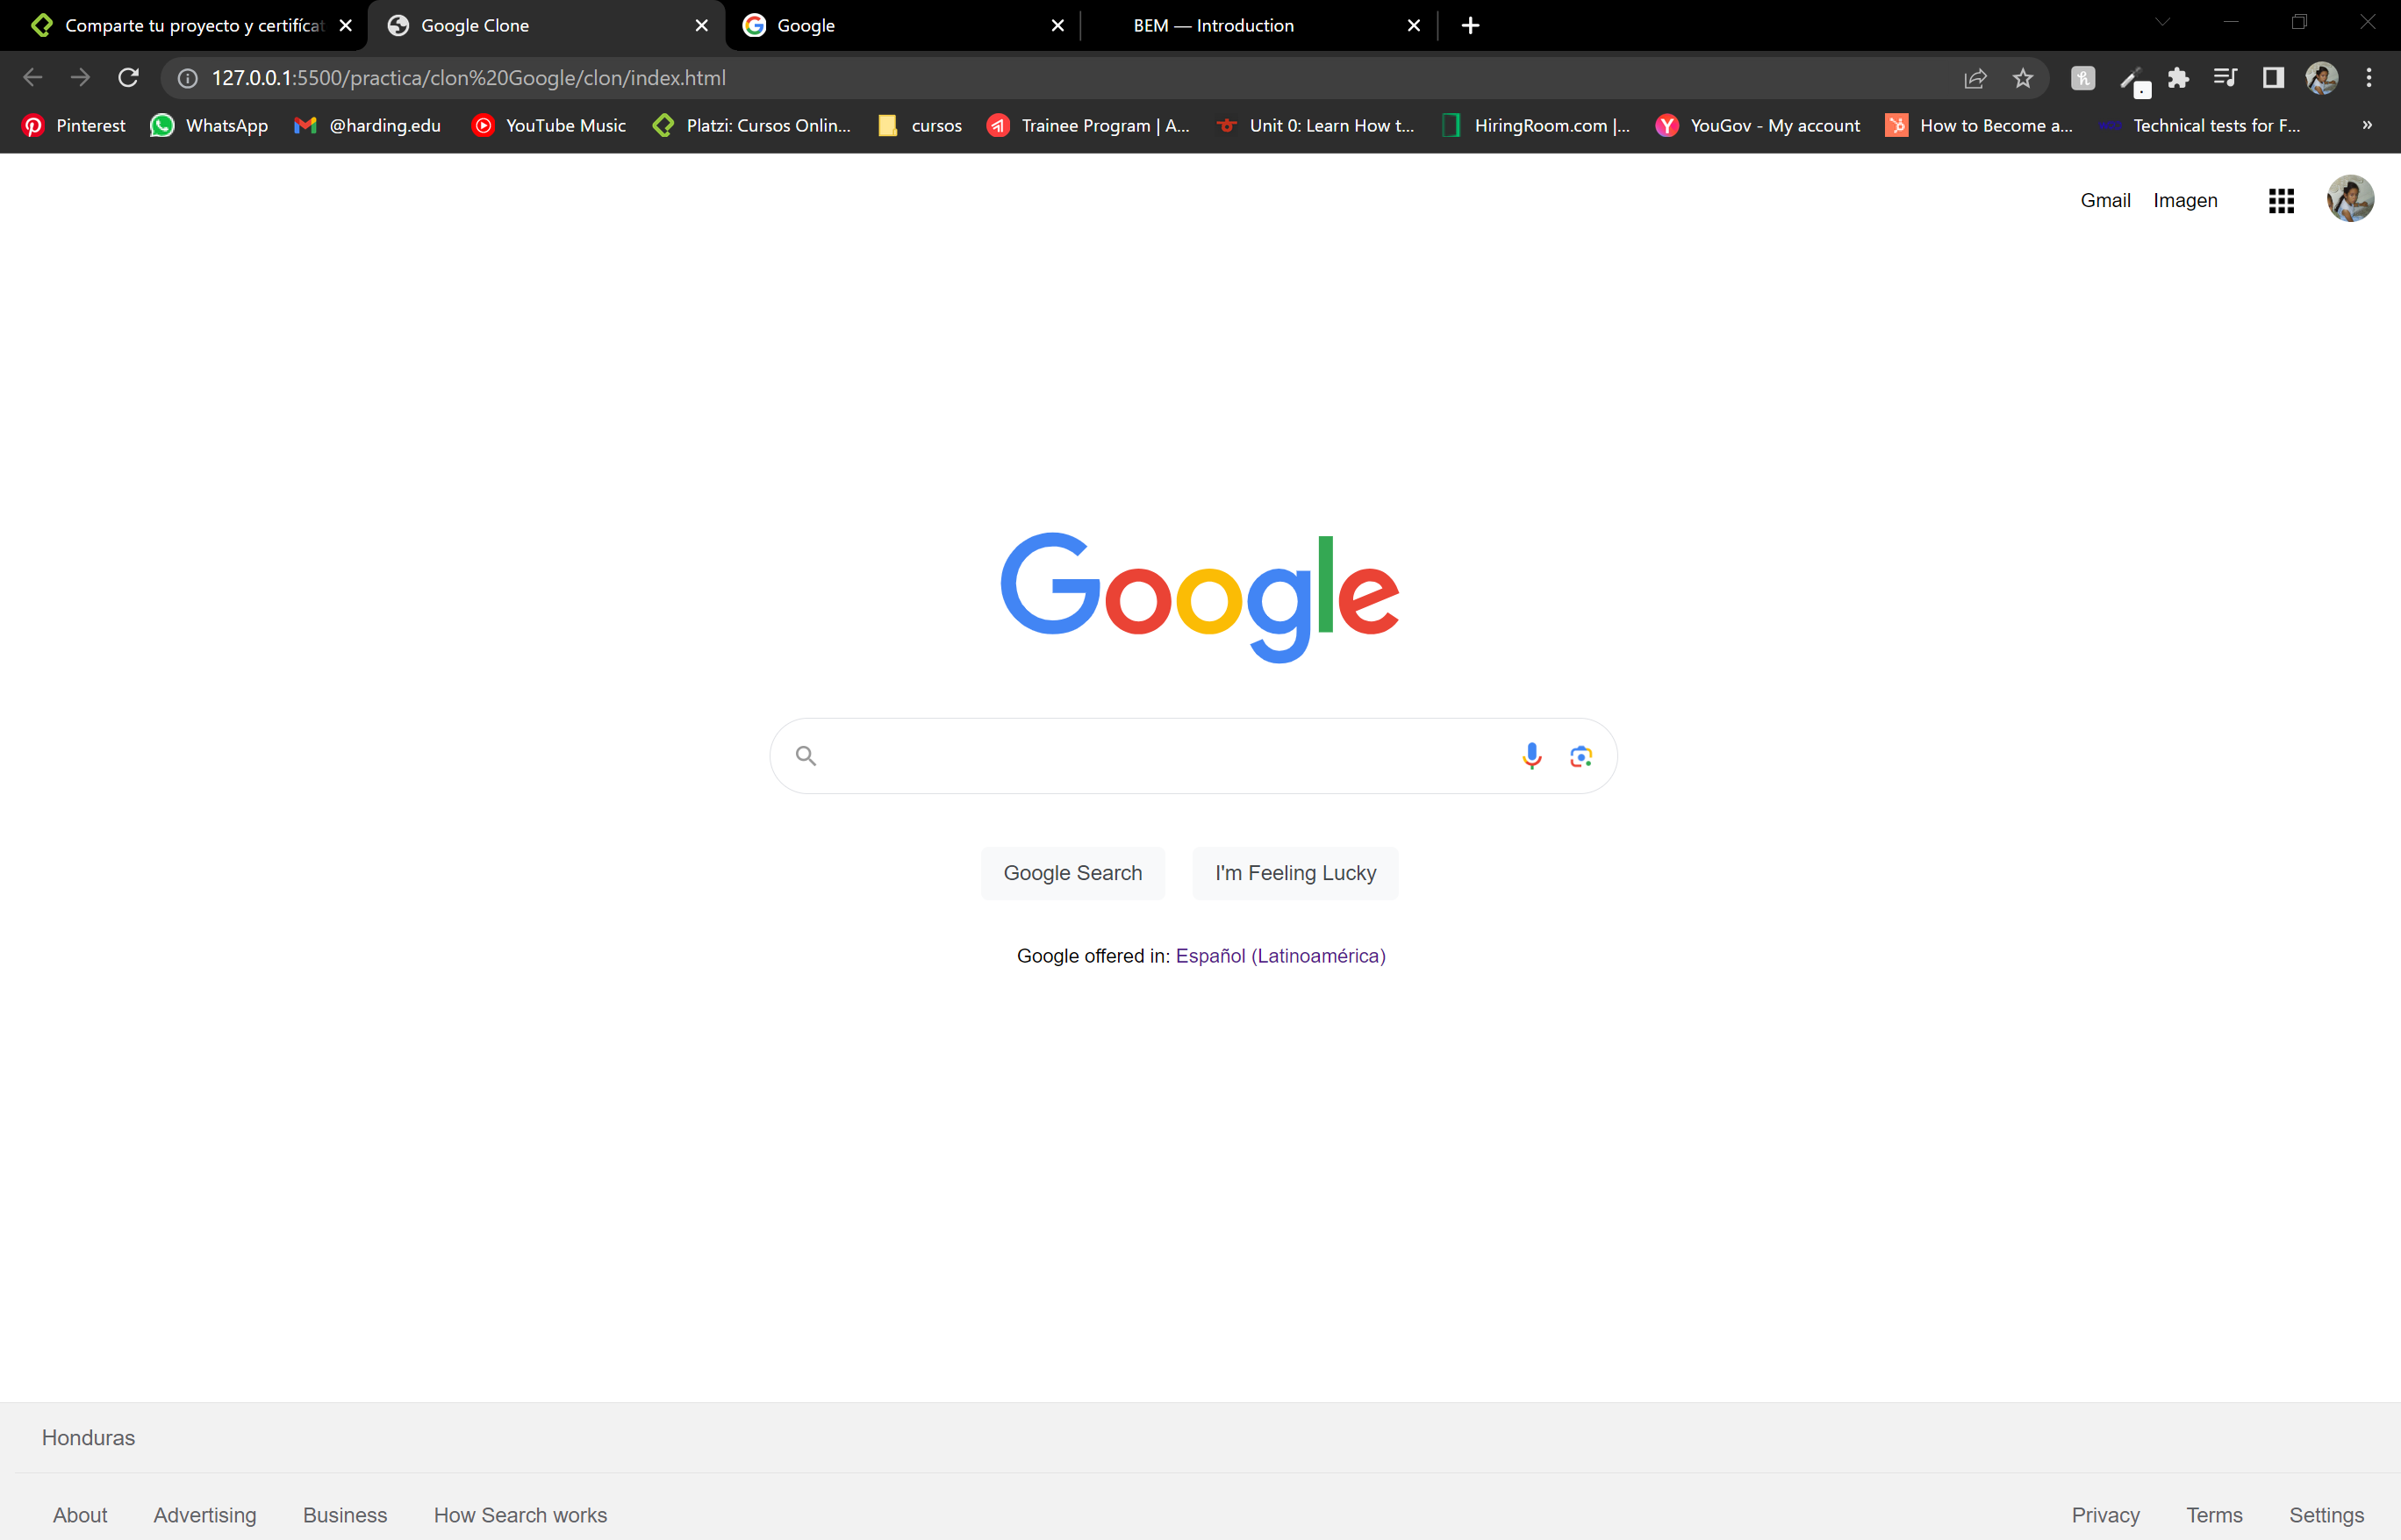 Comparte tu proyecto y certifícat
Google Clone
Google
BEM — Introduction
127.0.0.1:5500/practica/clon%20Google/clon/index.html
Pinterest
WhatsApp
@harding.edu
YouTube Music
Platzi: Cursos Onlin...
cursos
Trainee Program | A...
Unit 0: Learn How t...
HiringRoom.com |...
YouGov - My account
How to Become a...
Technical tests for F...
»
Gmail Imagen
Google
Google Search
I'm Feeling Lucky
Google offered in: Español (Latinoamérica)
Honduras
About Advertising Business How Search works
Privacy Terms Settings